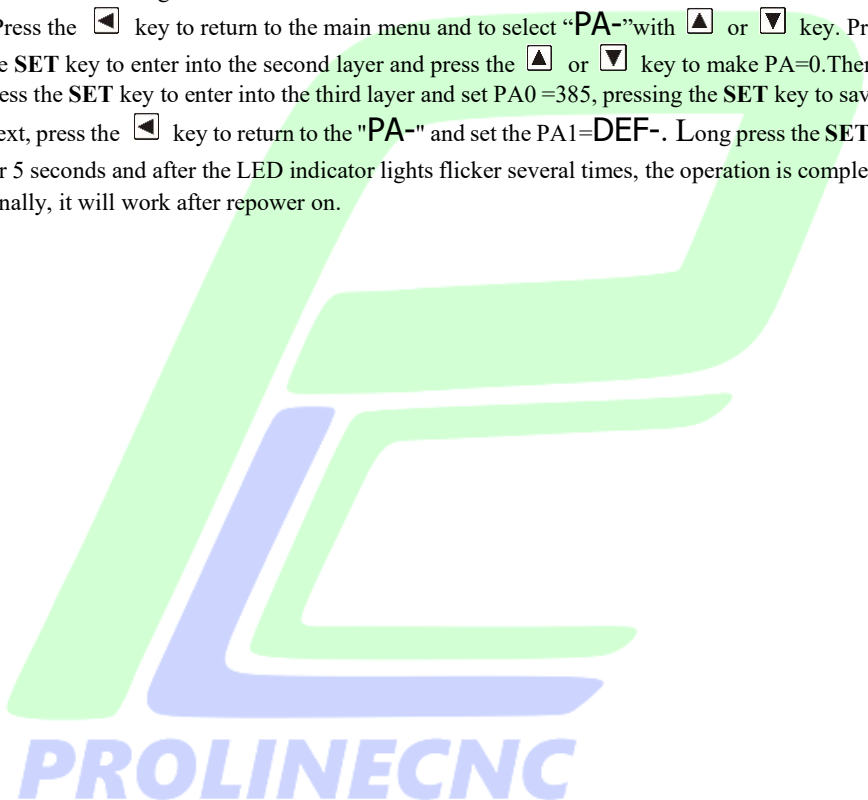 Press the ◄ key to return to the main menu and to select “PA-”with ▲ or ▼ key. Pr
e SET key to enter into the second layer and press the ▲ or ▼ key to make PA=0.Then
ess the SET key to enter into the third layer and set PA0 =385, pressing the SET key to sav
ext, press the ◄ key to return to the "PA-" and set the PA1=DEF-. Long press the SET
r 5 seconds and after the LED indicator lights flicker several times, the operation is comple
nally, it will work after repower on.
PROLINECNC